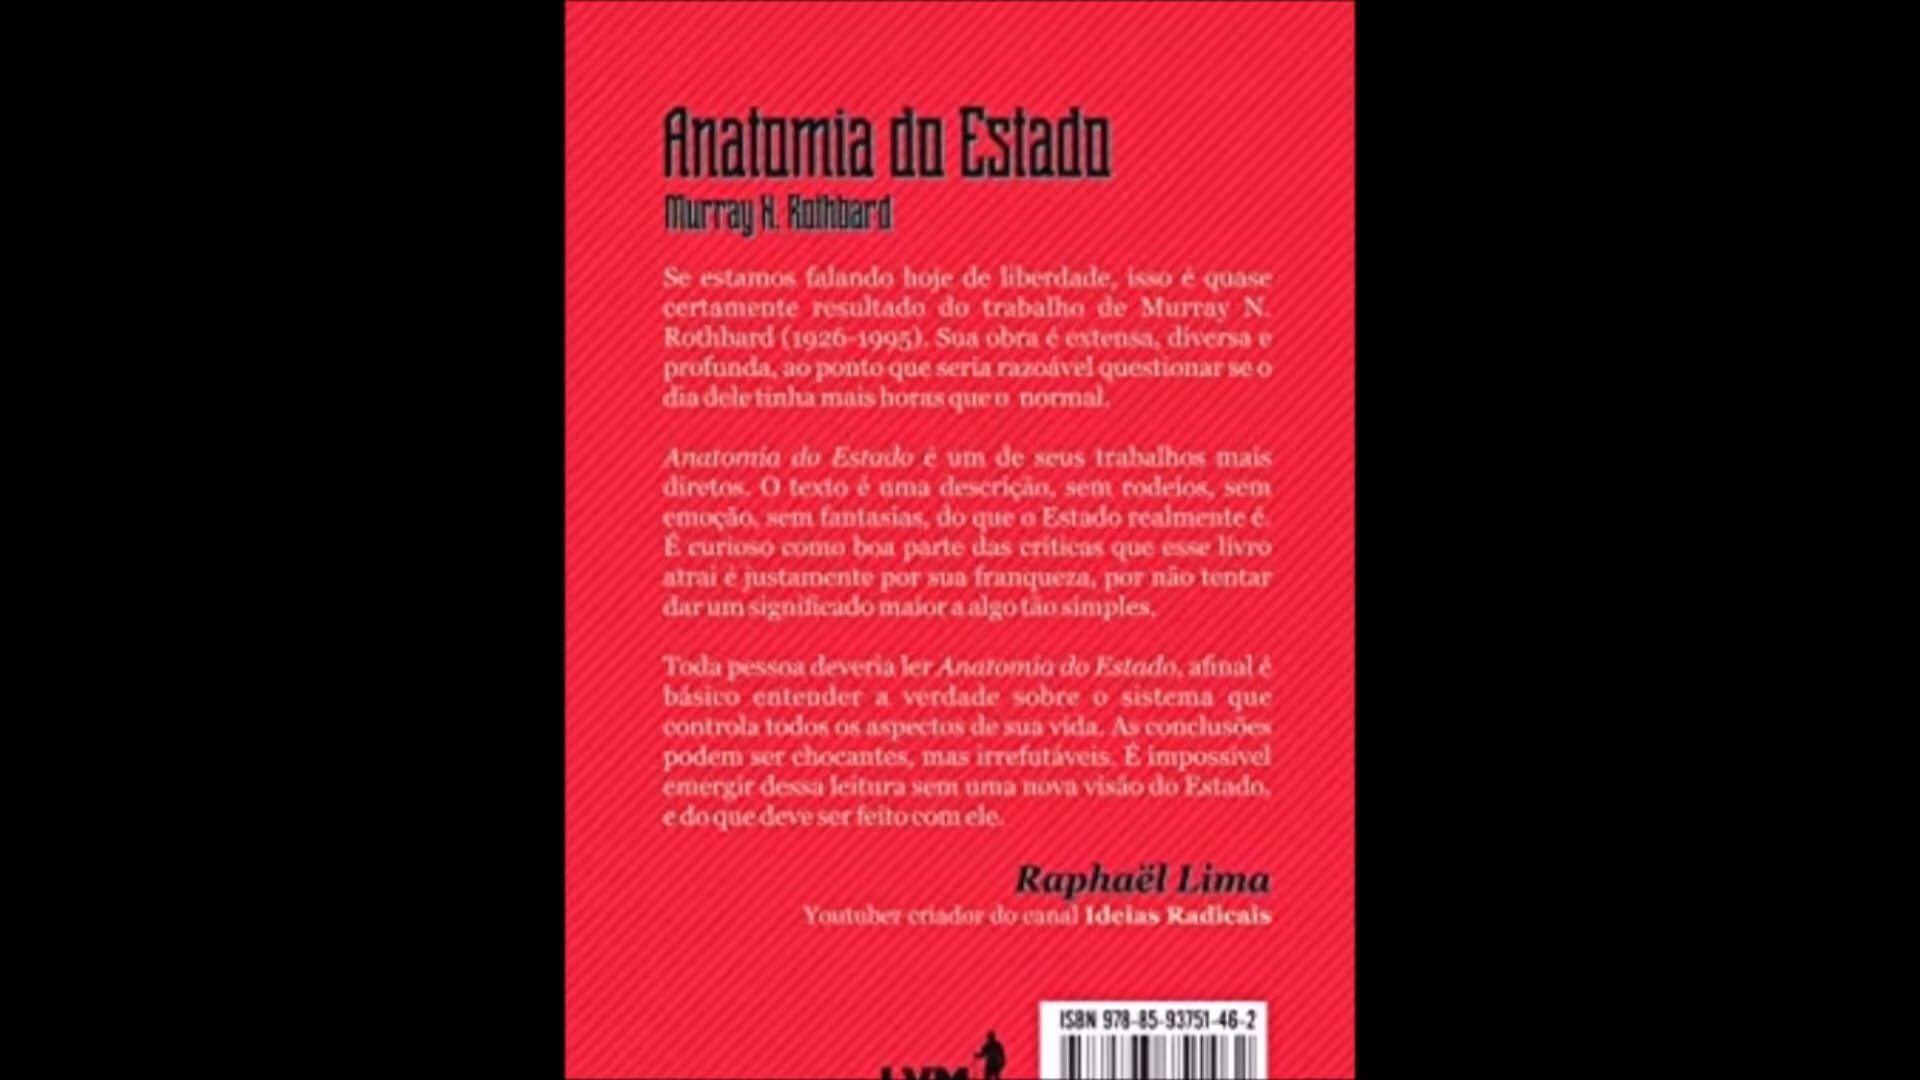 Anatomia do Estado
Murray N. Rothbard
Se estamos falando hoje de liberdade, isso é quase
certamente resultado do trabalho de Murray N.
Rothbard (1926-1995). Sua obra é extensa, diversa e
profunda, ao ponto que seria razoável questionar se o
dia dele tinha mais horas que o normal.
Anatomia do Estado é um de seus trabalhos mais
diretos. O texto é uma descrição, sem rodeios, sem
emoção, sem fantasias, do que o Estado realmente é.
É curioso como boa parte das críticas que esse livro
atrai é justamente por sua franqueza, por não tentar
dar um significado maior a algo tão simples.
Toda pessoa deveria ler Anatomia do Estado, afinal é
básico entender a verdade sobre o sistema que
controla todos os aspectos de sua vida. As conclusões
podem ser chocantes, mas irrefutáveis. É impossível
emergir dessa leitura sem uma nova visão do Estado,
e do que deve ser feito com ele.
Raphaël Lima
Youtuber criador do canal Ideias Radicais
ISBN 978-85-93751-46-2
LVM